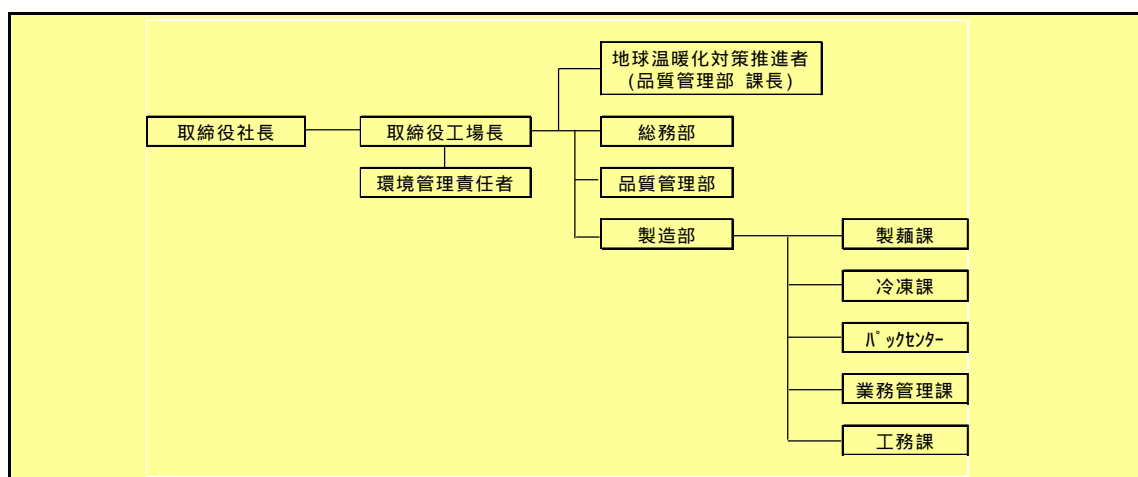 地球温暖化対策推進者
(品質管理部 課長)
取締役社長
取締役工場長
総務部
環境管理責任者
品質管理部
製造部
製麺課
冷凍課
ﾊﾟｯｸｾﾝﾀｰ
業務管理課
工務課